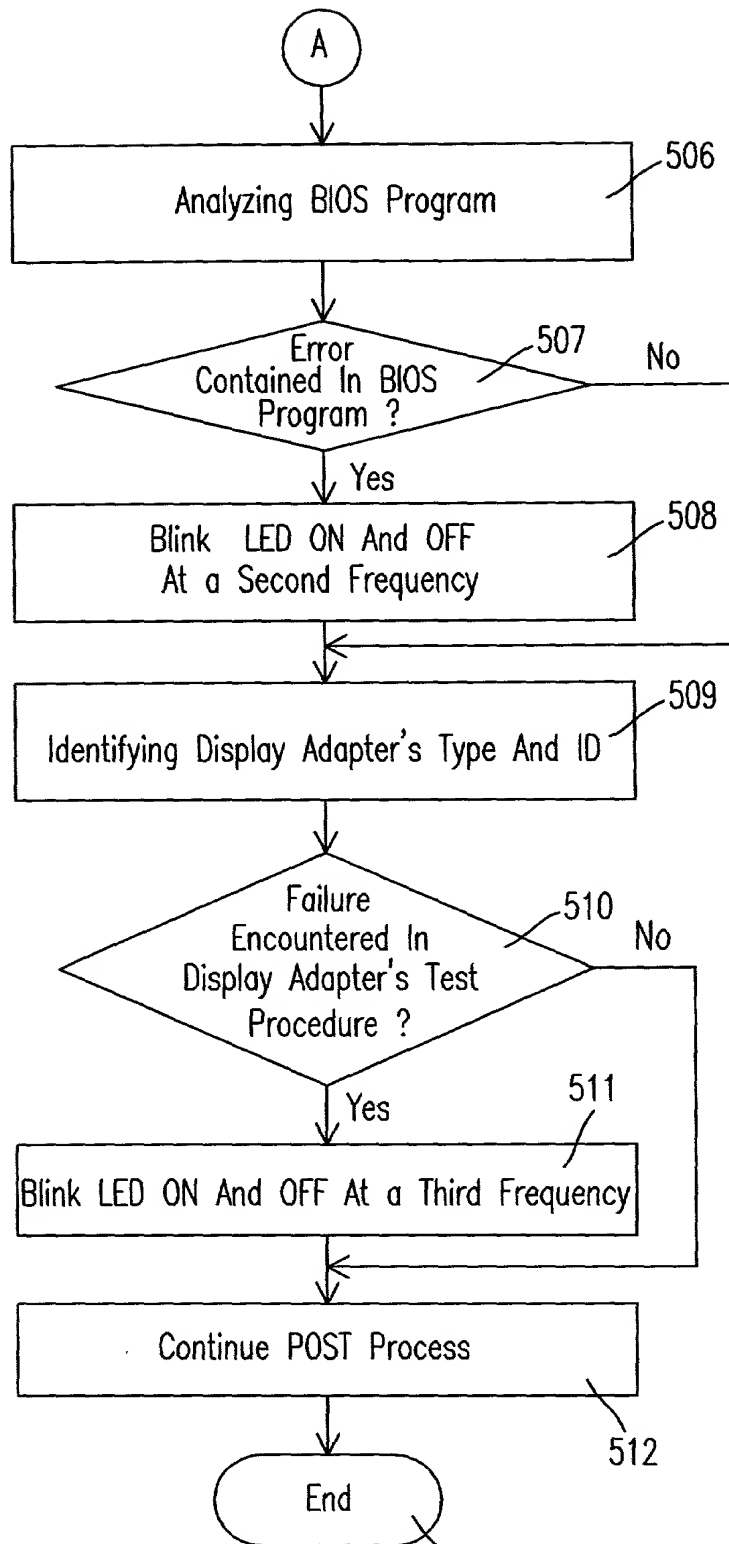 A
506
Analyzing BIOS Program
507
Error
Contained In BIOS
Program ?
No
Yes
508
Blink LED ON And OFF
At a Second Frequency
509
Identifying Display Adapter's Type And ID
510
Failure
Encountered In
Display Adapter's Test
Procedure ?
No
Yes
511
Blink LED ON And OFF At a Third Frequency
Continue POST Process
512
End